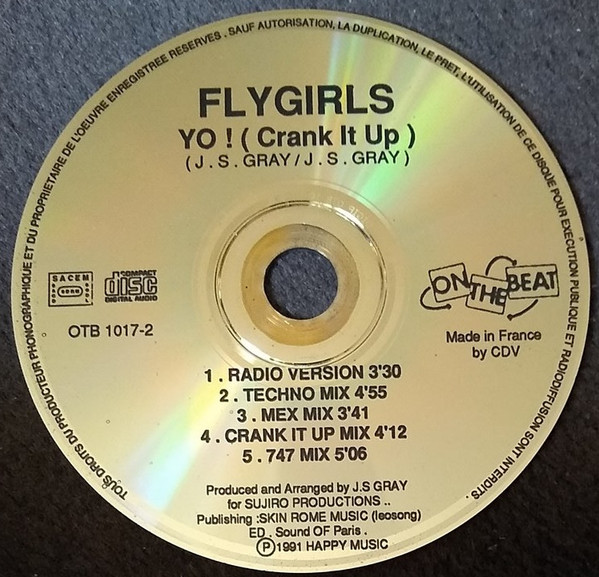 TOUS DROITS DU PRODUCTEUR PHONOGRAPHIQUE ET DU PROPRIETAIRE DE L'OEUVRE ENREGISTREE RESERVES . SAUF AUTORISATION, LA DUPLICATION, LE PRET, L'UTILISATION DE CE DISQUE POUR EXECUTION PUBLIQUE ET RADIODIFFUSION SONT INTERDITS .
FLYGIRLS
YO ! ( Crank It Up )
( J . S . GRAY / J . S . GRAY )
SACEM
COMPACT
disc
DIGITAL AUDIO
OTB 1017-2
ON THE BEAT
Made in France
by CDV
1 . RADIO VERSION 3'30
2 . TECHNO MIX 4'55
3 . MEX MIX 3'41
4 . CRANK IT UP MIX 4'12
5 . 747 MIX 5'06
Produced and Arranged by J.S GRAY
for SUJIRO PRODUCTIONS ..
Publishing :SKIN ROME MUSIC (leosong)
ED . Sound OF Paris .
Ⓟ1991 HAPPY MUSIC